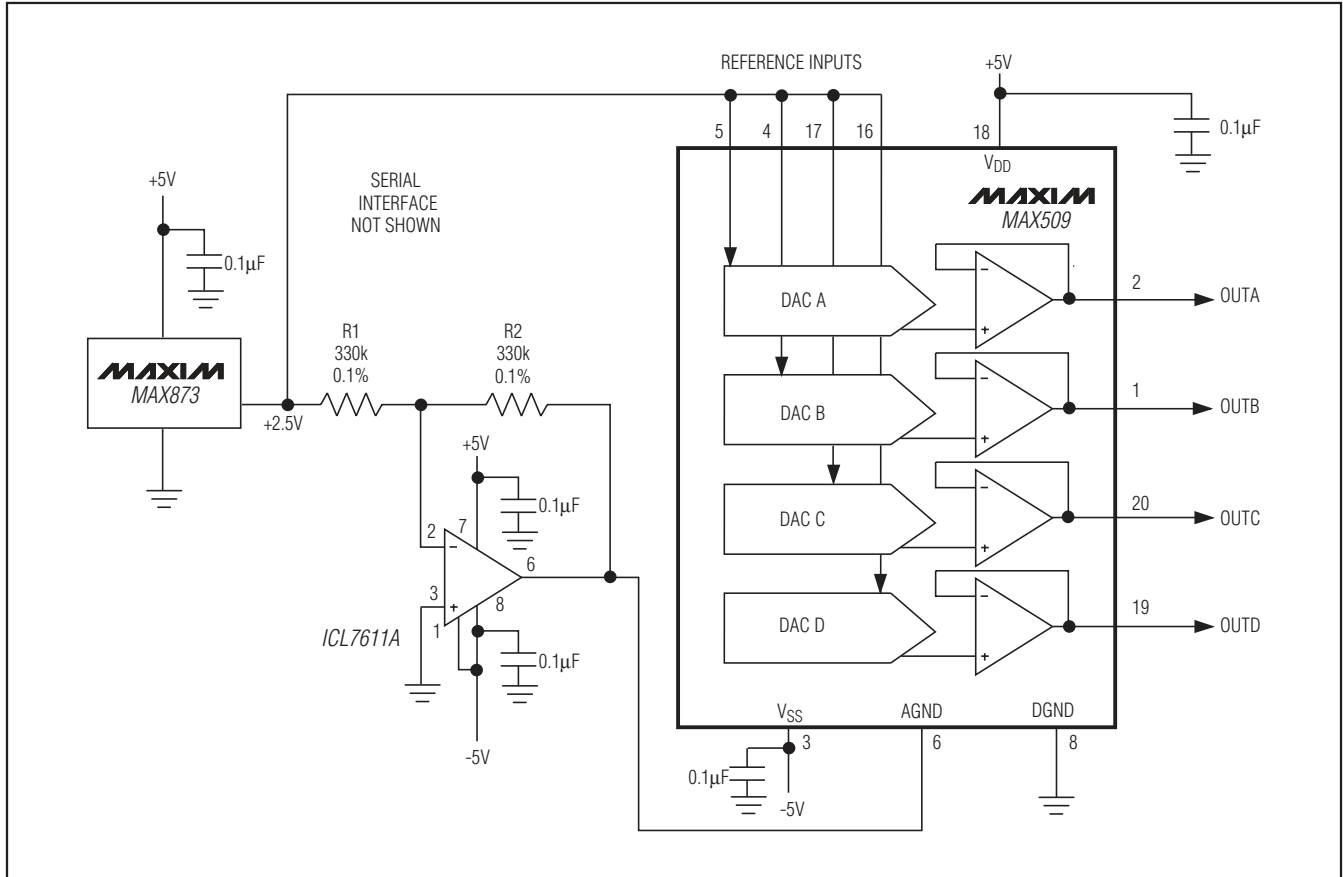 REFERENCE INPUTS
+5V
5
4
17
16
18
0.1µF
VDD
MAXIM
MAX509
+5V
SERIAL
INTERFACE
NOT SHOWN
0.1µF
MAXIM
MAX873
+2.5V
R1
330k
0.1%
R2
330k
0.1%
+5V
0.1µF
2
7
-
6
3
+
8
1
ICL7611A
0.1µF
-5V
DAC A
-
+
2
OUTA
DAC B
-
+
1
OUTB
DAC C
-
+
20
OUTC
DAC D
-
+
19
OUTD
VSS
AGND
DGND
3
6
8
0.1µF
-5V